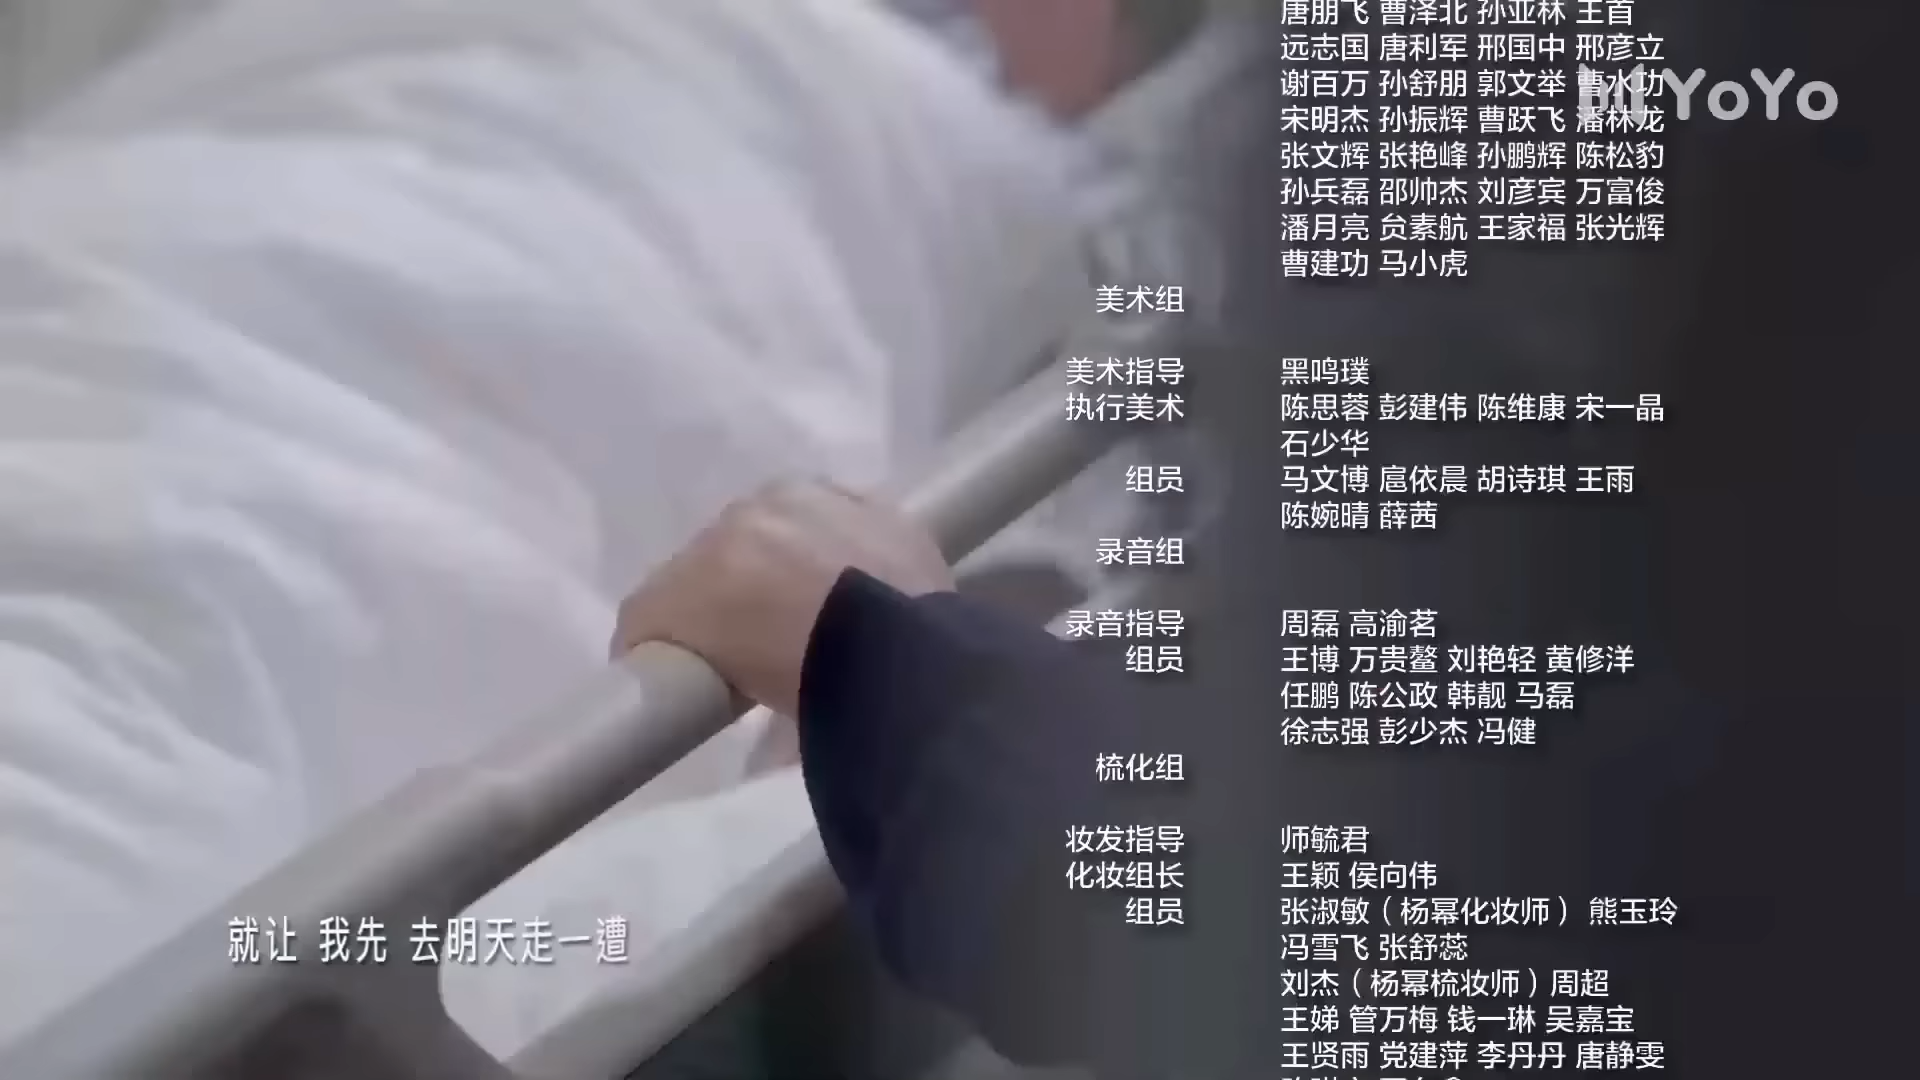 唐朋飞 曹泽北 孙亚林 王首
远志国 唐利军 邢国中 邢彦立
谢百万 孙舒朋 郭文举 曹水功
YoYo
宋明杰 孙振辉 曹跃飞 潘林龙
张文辉 张艳峰 孙鹏辉 陈松豹
孙兵磊 邵帅杰 刘彦宾 万富俊
潘月亮 贠素航 王家福 张光辉
曹建功 马小虎
美术组
美术指导 黑鸣璞
执行美术 陈思蓉 彭建伟 陈维康 宋一晶
石少华
组员 马文博 扈依晨 胡诗琪 王雨
陈婉晴 薛茜
录音组
录音指导 周磊 高渝茗
组员 王博 万贵鳌 刘艳轻 黄修洋
任鹏 陈公政 韩靓 马磊
徐志强 彭少杰 冯健
梳化组
妆发指导 师毓君
化妆组长 王颖 侯向伟
组员 张淑敏（杨幂化妆师） 熊玉玲
冯雪飞 张舒蕊
刘杰（杨幂梳妆师）周超
王娣 管万梅 钱一琳 吴嘉宝
王贤雨 党建萍 李丹丹 唐静雯
就让 我先 去明天走一遭